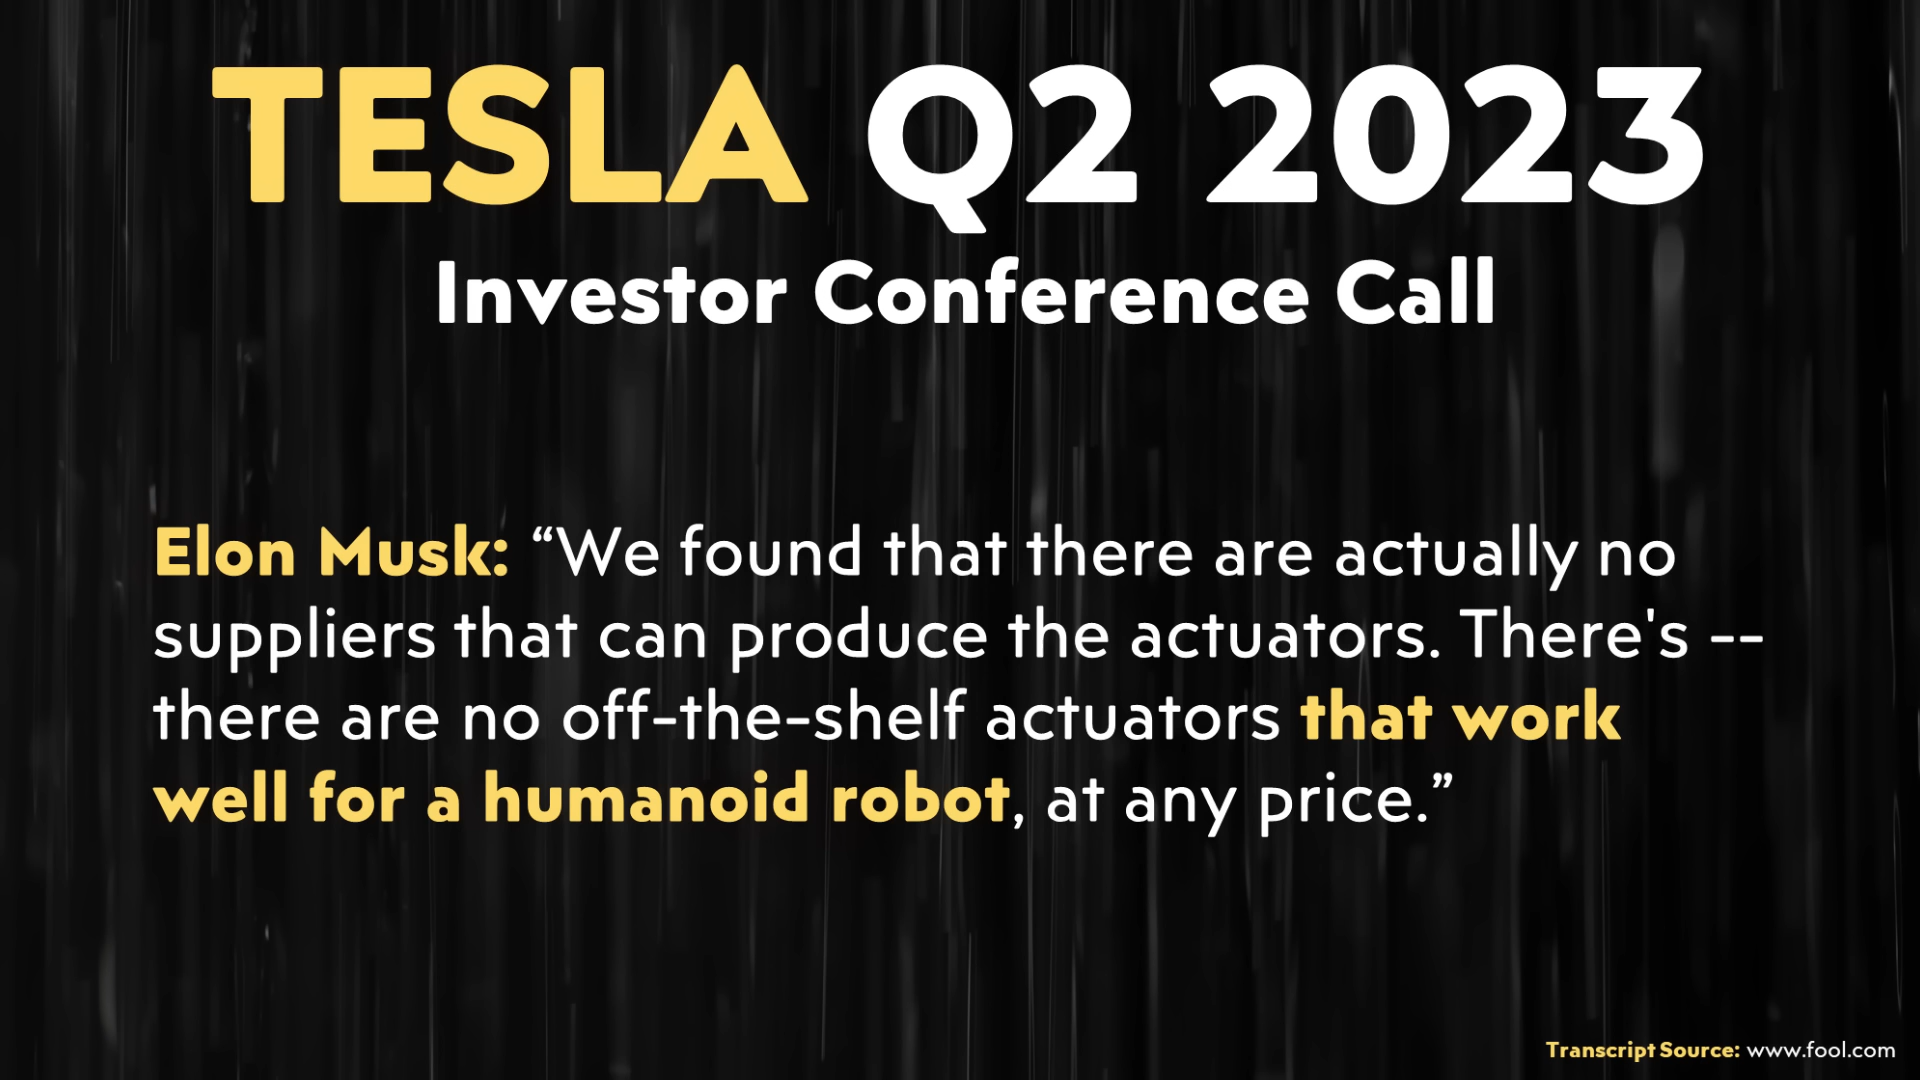 TESLA Q2 2023
Investor Conference Call
Elon Musk: “We found that there are actually no
suppliers that can produce the actuators. There's --
there are no off-the-shelf actuators that work
well for a humanoid robot, at any price.”
Transcript Source: www.fool.com